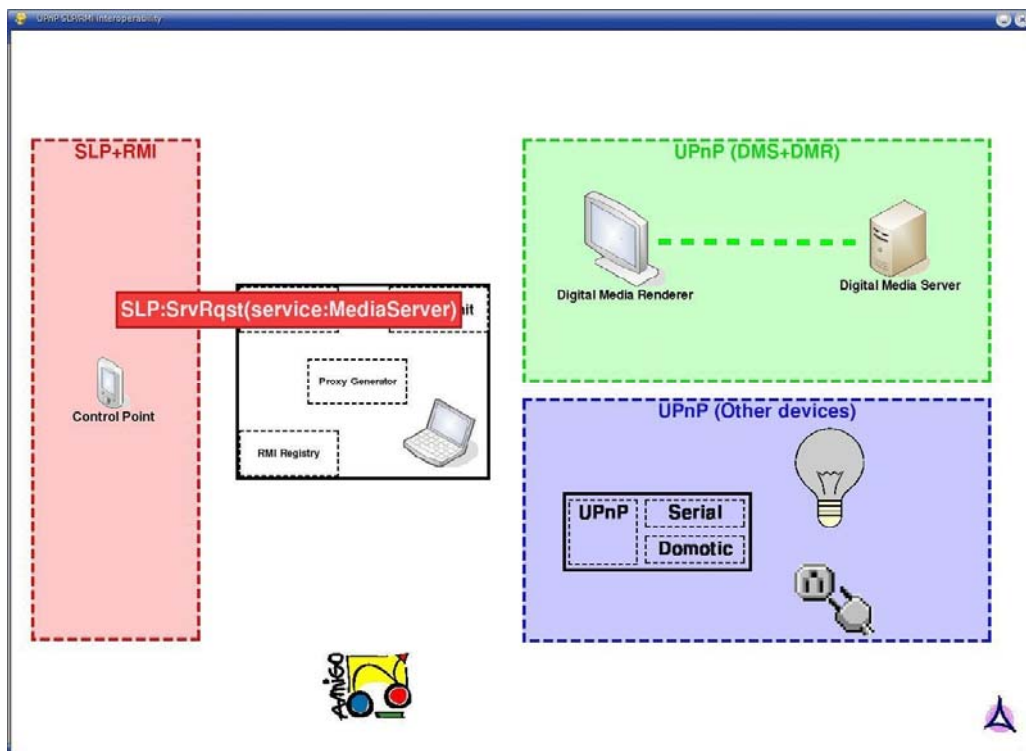 UPnP SLP/RMI interoperability
SLP+RMI
UPnP (DMS+DMR)
Digital Media Renderer
Digital Media Server
SLP:SrvRqst(service:MediaServer)
Proxy Generator
Control Point
RMI Registry
UPnP (Other devices)
UPnP
Serial
Domotic
AMIGO